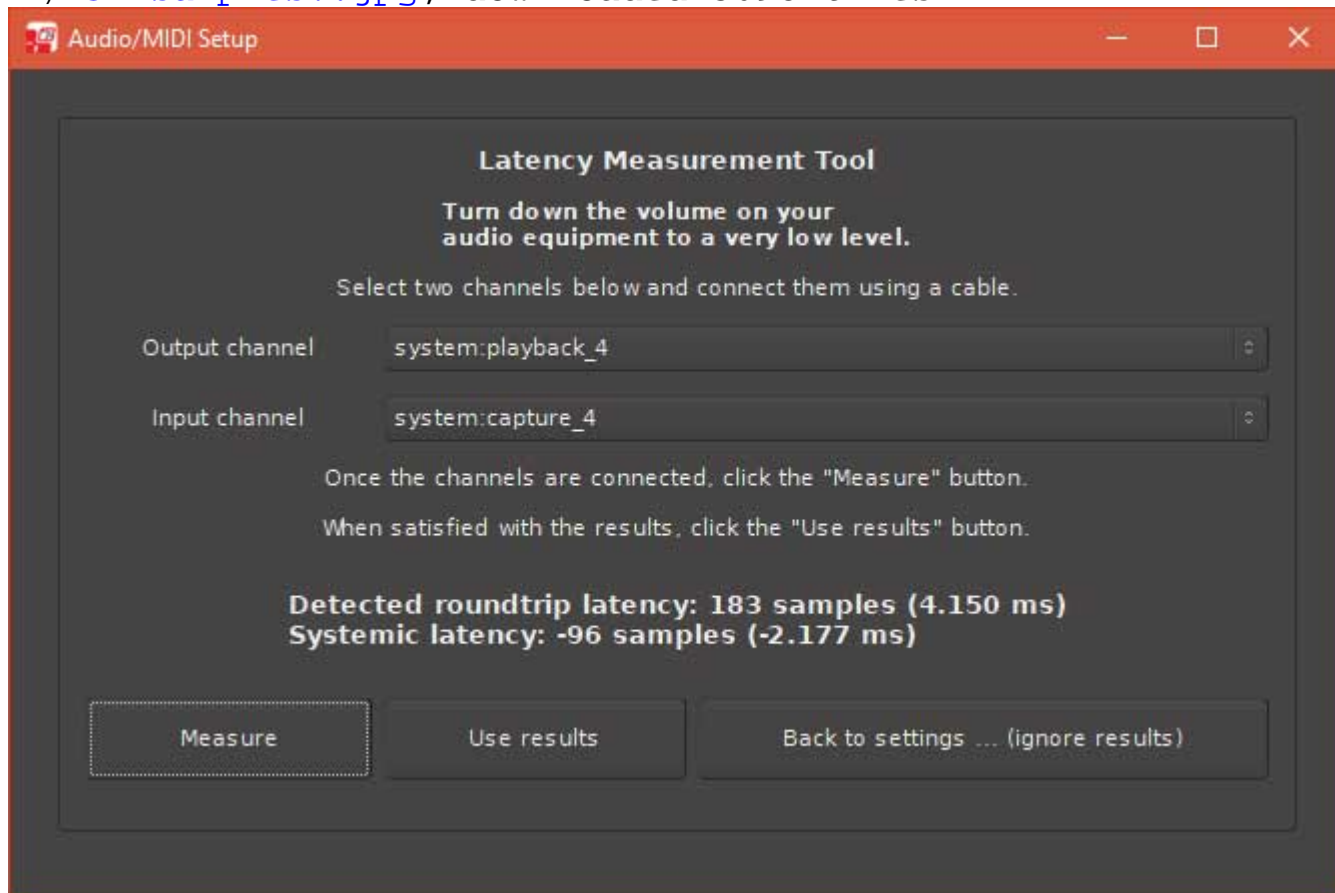 Audio/MIDI Setup
Latency Measurement Tool
Turn down the volume on your
audio equipment to a very low level.
Select two channels below and connect them using a cable.
Output channel system:playback_4
Input channel system:capture_4
Once the channels are connected, click the "Measure" button.
When satisfied with the results, click the "Use results" button.
Detected roundtrip latency: 183 samples (4.150 ms)
Systemic latency: -96 samples (-2.177 ms)
Measure Use results Back to settings ... (ignore results)